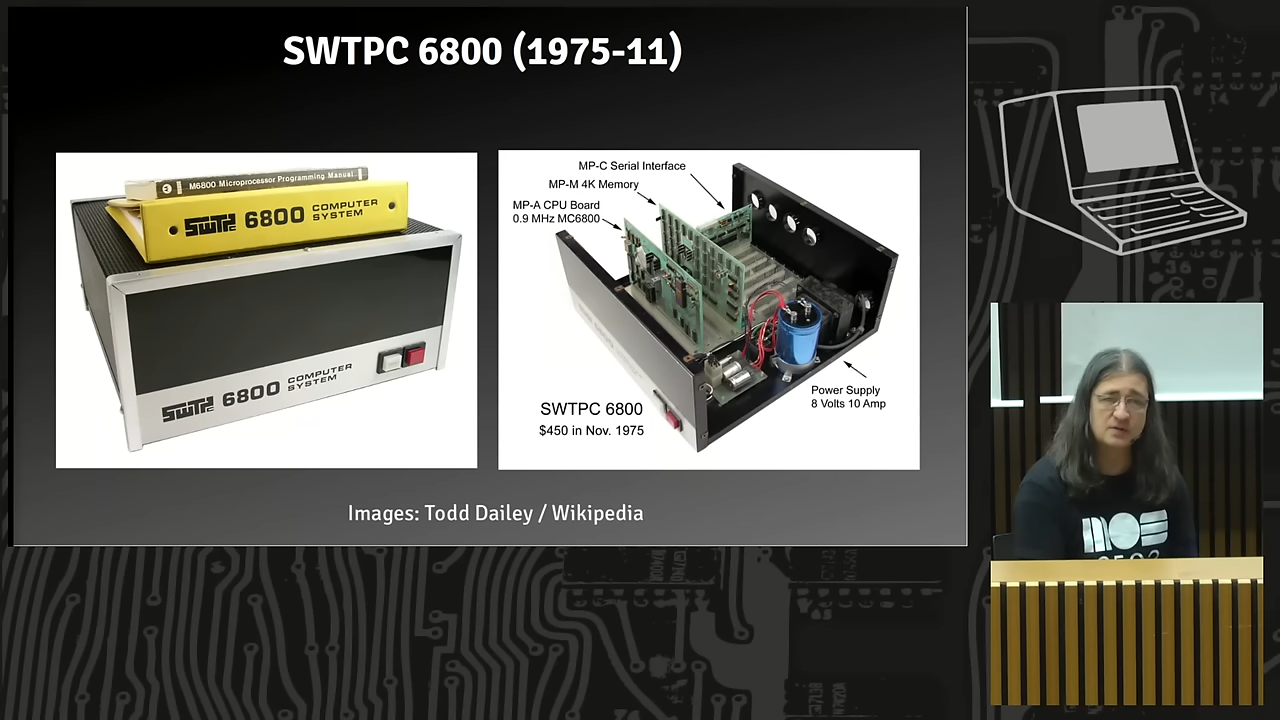 SWTPC 6800 (1975-11)
M6800 Microprocessor Programming Manual
SWTPC 6800 COMPUTER
SYSTEM
SWTPC 6800 COMPUTER
SYSTEM
MP-C Serial Interface
MP-M 4K Memory
MP-A CPU Board
0.9 MHz MC6800
Power Supply
8 Volts 10 Amp
SWTPC 6800
$450 in Nov. 1975
Images: Todd Dailey / Wikipedia
MOS
6502